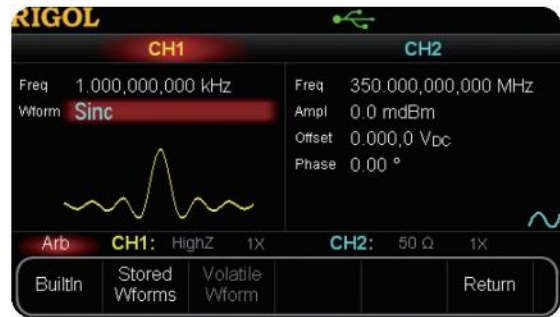 RIGOL
CH1
CH2
Freq 1.000,000,000 kHz
Wform Sinc
Freq 350.000,000,000 MHz
Ampl 0.0 mdBm
Offset 0.000,0 VDC
Phase 0.00 °
Arb CH1: HighZ 1X CH2: 50 Ω 1X
BuiltIn
Stored Wforms
Volatile Wform
Return